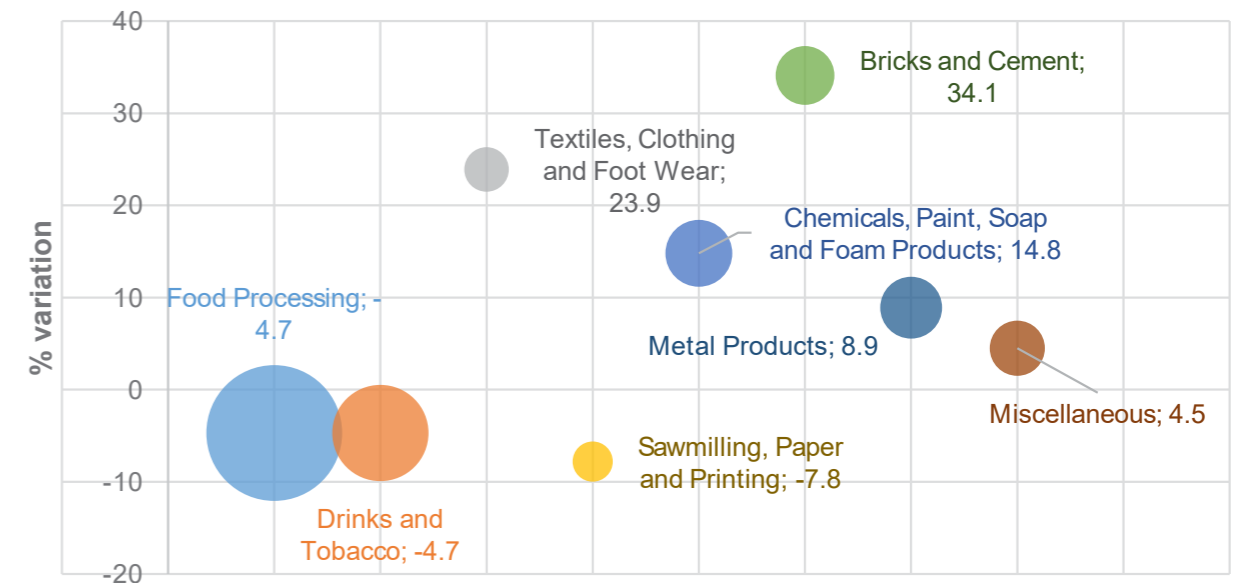 % variation
40
30
20
10
0
-10
-20
Bricks and Cement;
34.1
Textiles, Clothing
and Foot Wear;
23.9
Chemicals, Paint, Soap
and Foam Products; 14.8
Food Processing; -
4.7
Metal Products; 8.9
Miscellaneous; 4.5
Sawmilling, Paper
and Printing; -7.8
Drinks and
Tobacco; -4.7